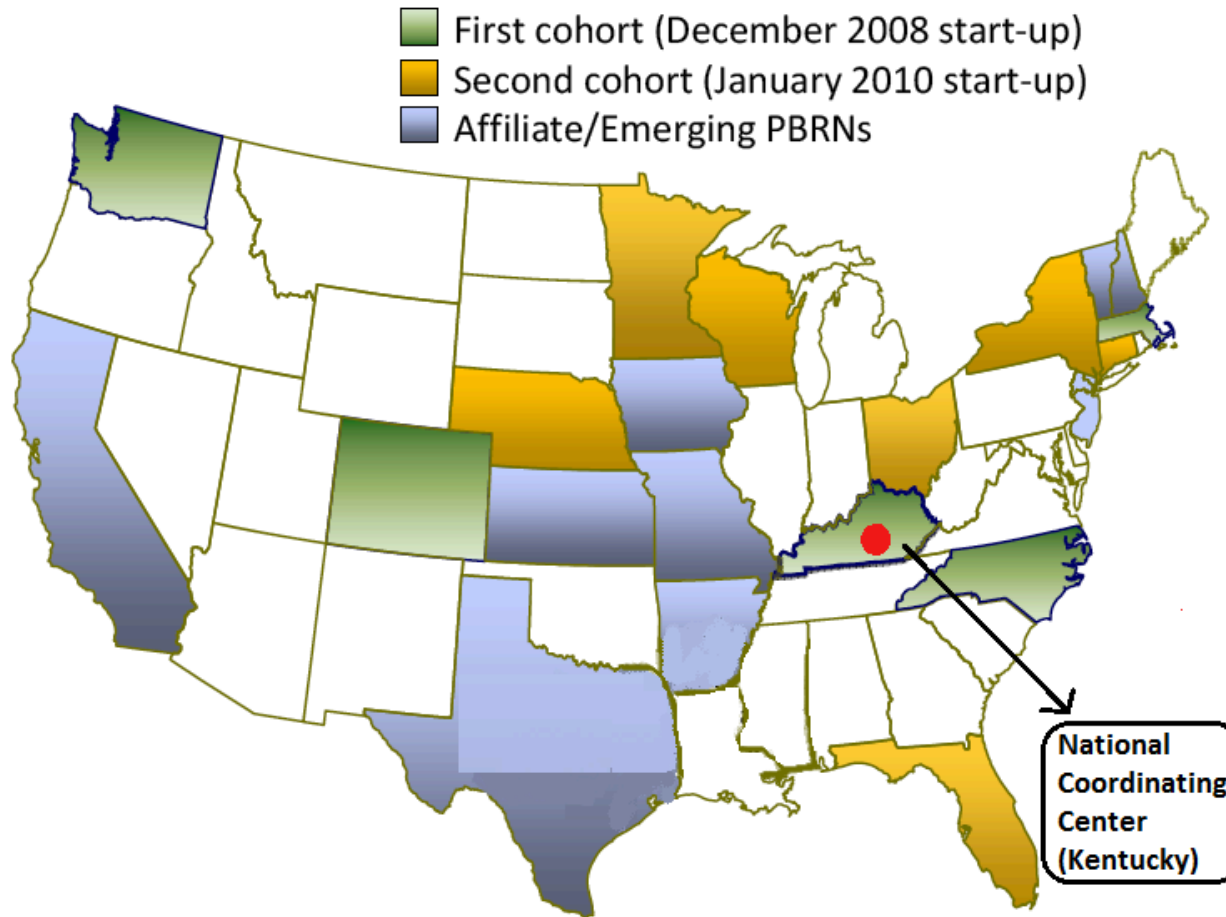 First cohort (December 2008 start-up)
Second cohort (January 2010 start-up)
Affiliate/Emerging PBRNs
National
Coordinating
Center
(Kentucky)